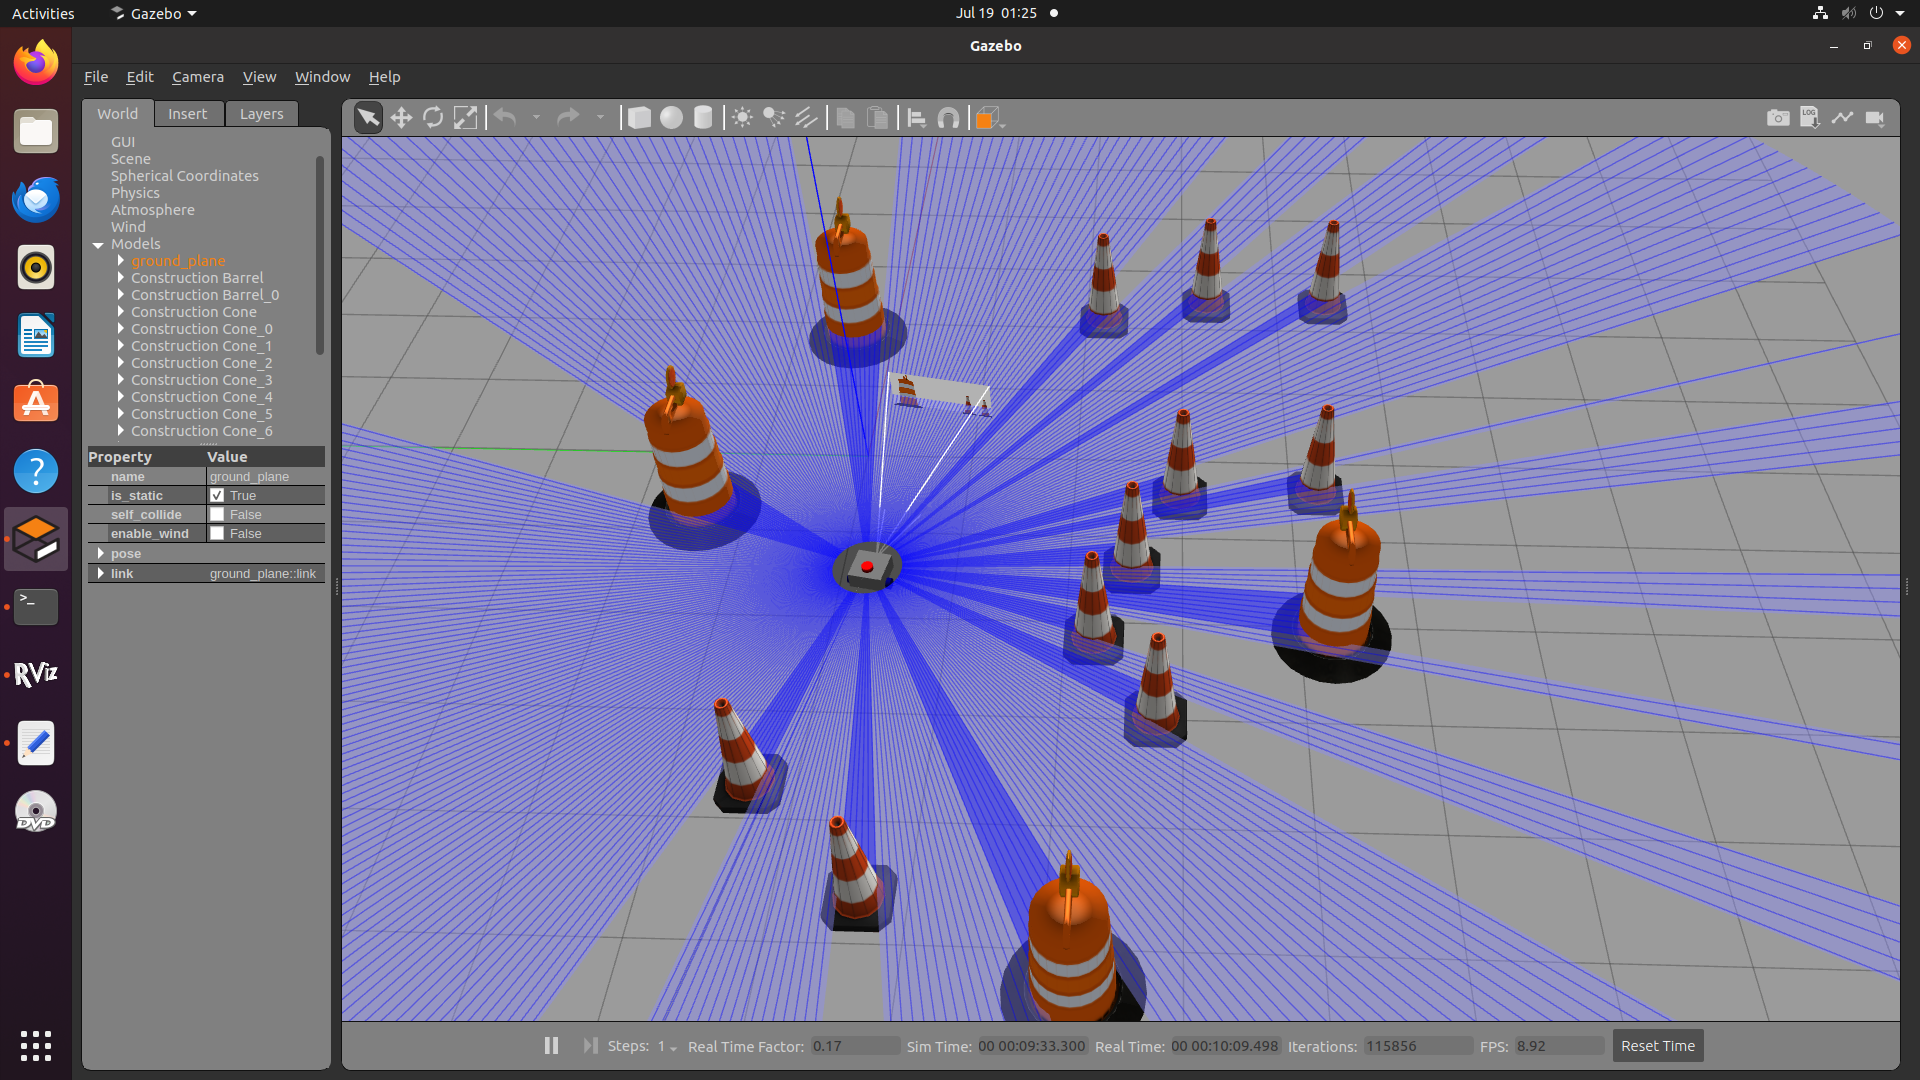 Activities
Gazebo
Jul 19 01:25
Gazebo
File Edit Camera View Window Help
World Insert Layers
GUI
Scene
Spherical Coordinates
Physics
Atmosphere
Wind
Models
ground_plane
Construction Barrel
Construction Barrel_0
Construction Cone
Construction Cone_0
Construction Cone_1
Construction Cone_2
Construction Cone_3
Construction Cone_4
Construction Cone_5
Construction Cone_6
Property Value
name ground_plane
is_static True
self_collide False
enable_wind False
pose
link ground_plane::link
LOG
>_
RViz
DVD
Steps: 1 Real Time Factor: 0.17 Sim Time: 00 00:09:33.300 Real Time: 00 00:10:09.498 Iterations: 115856 FPS: 8.92 Reset Time